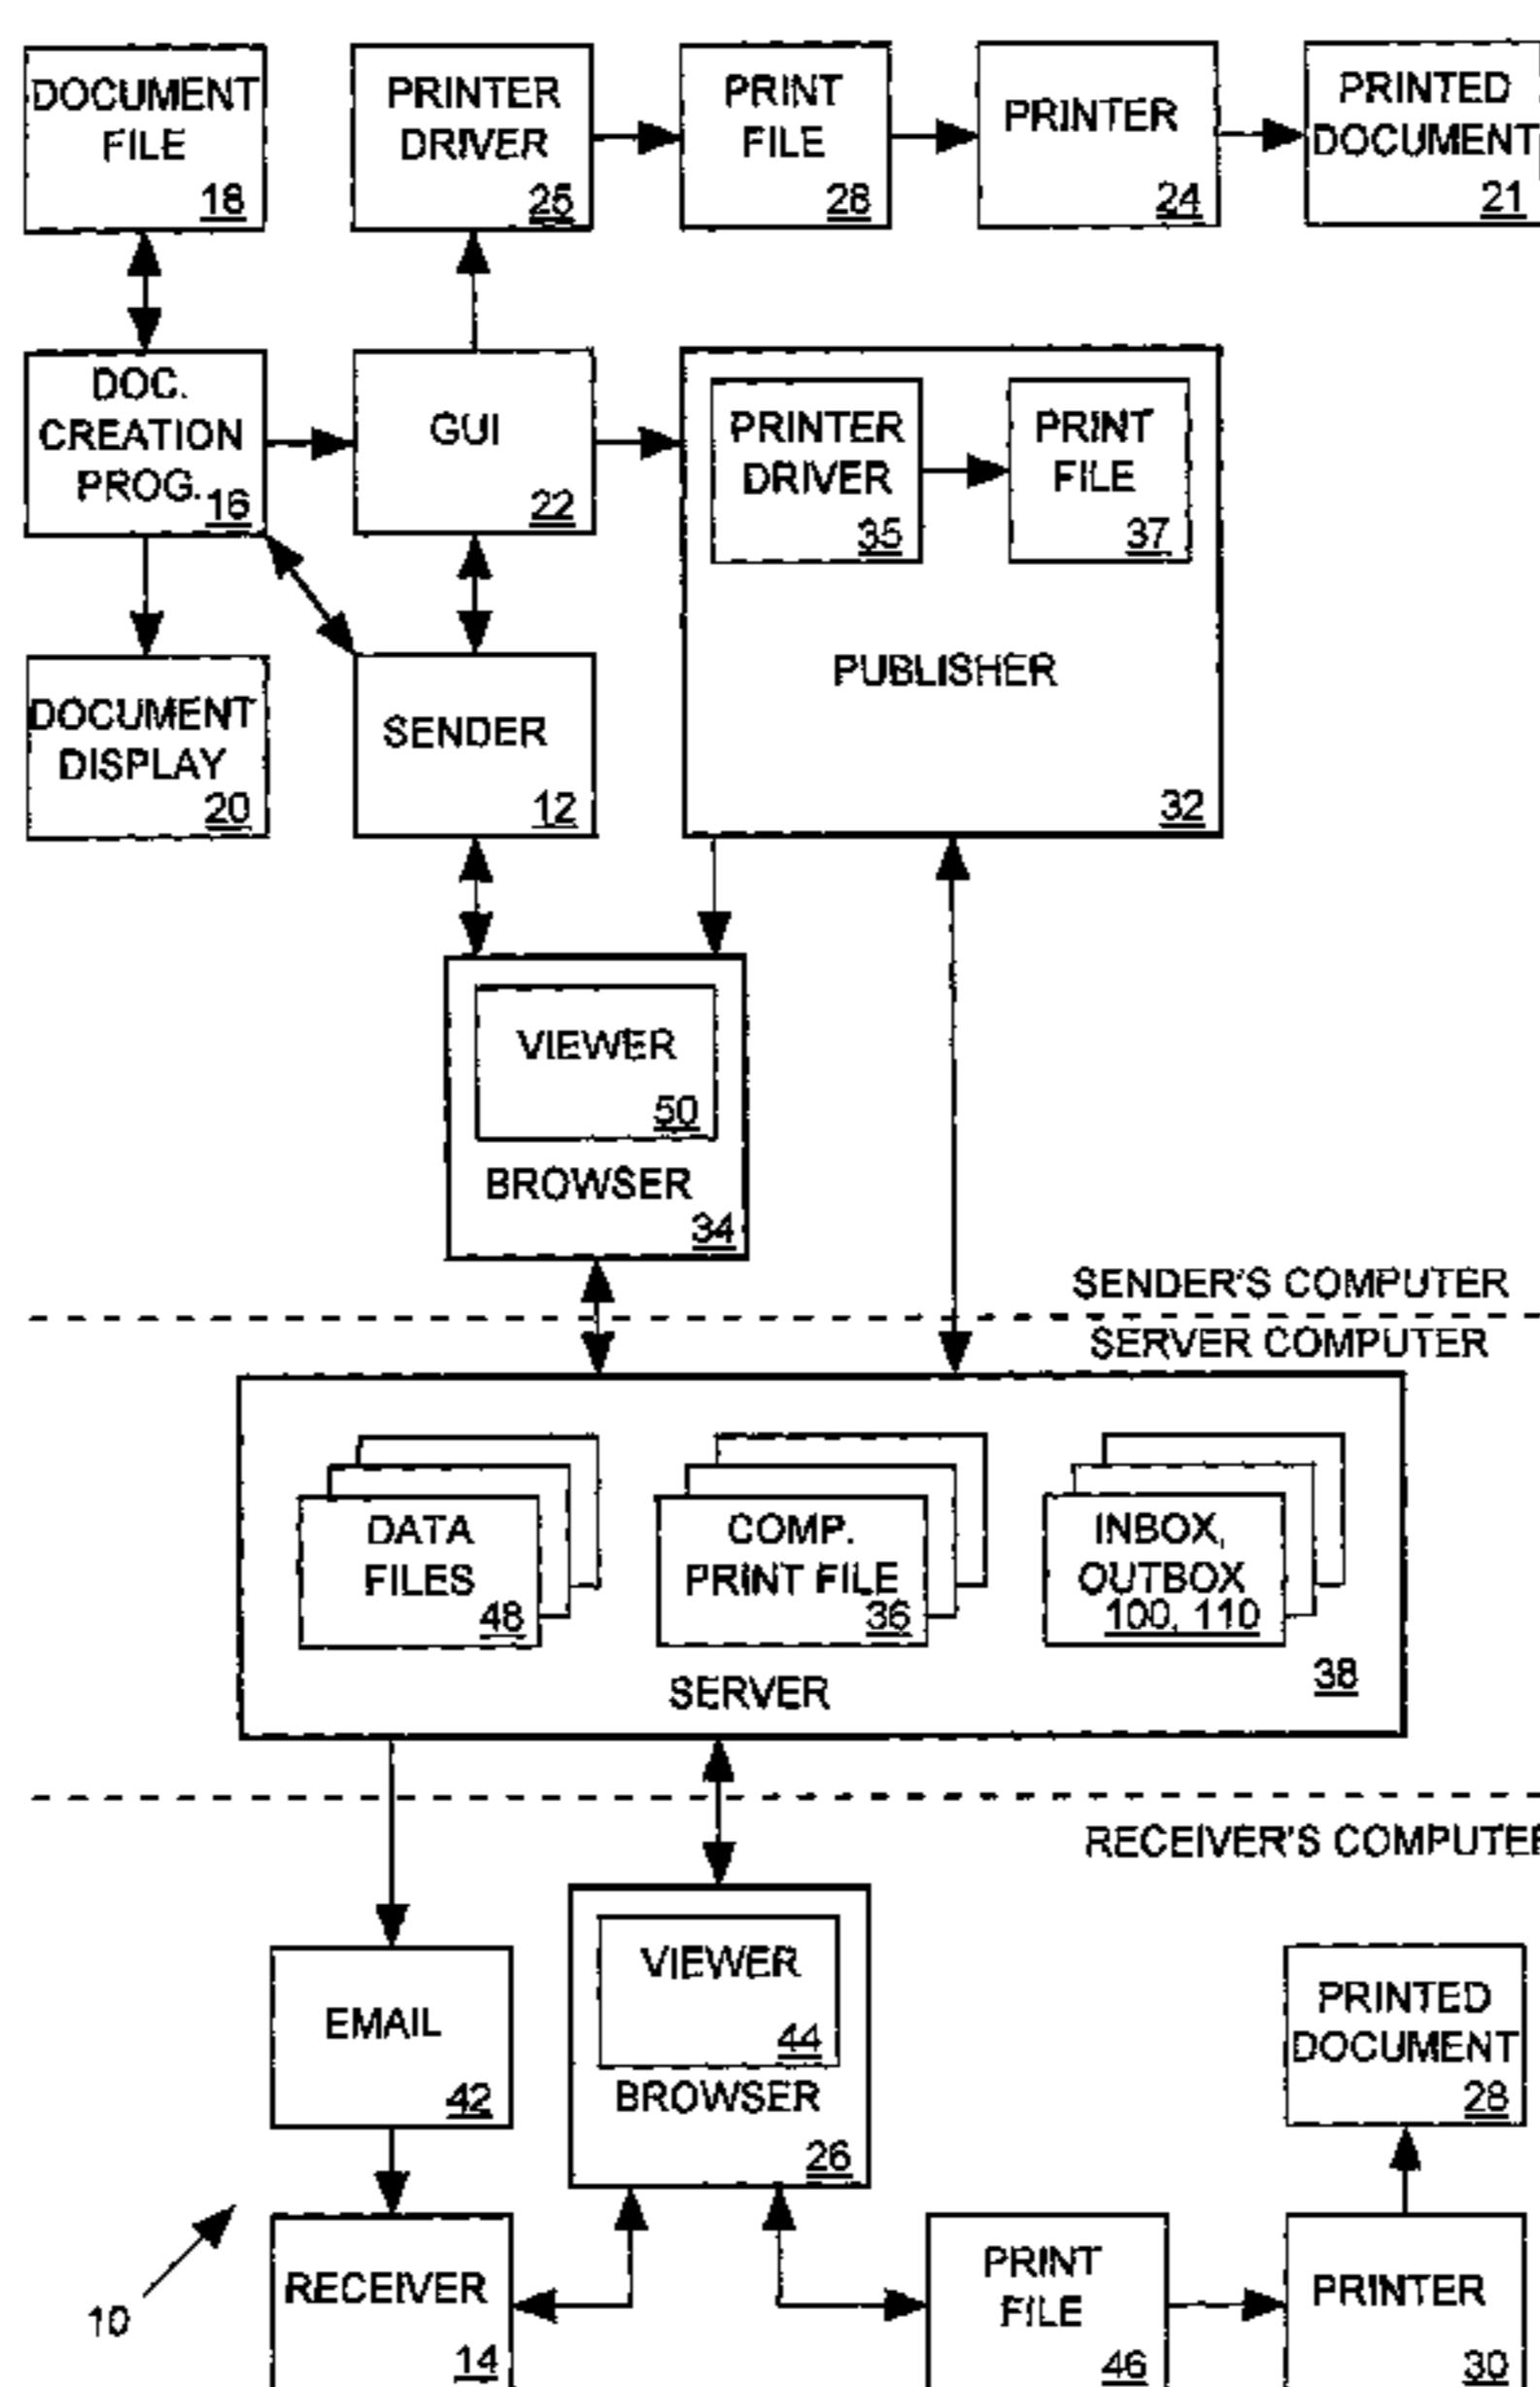 DOCUMENT
FILE
18
PRINTER
DRIVER
25
PRINT
FILE
28
PRINTER
24
PRINTED
DOCUMENT
21
DOC.
CREATION
PROG.
16
GUI
22
PRINTER
DRIVER
35
PRINT
FILE
37
PUBLISHER
32
DOCUMENT
DISPLAY
20
SENDER
12
VIEWER
50
BROWSER
34
SENDER'S COMPUTER
SERVER COMPUTER
DATA
FILES
48
COMP.
PRINT FILE
36
INBOX,
OUTBOX
100, 110
SERVER
38
RECEIVER'S COMPUTER
EMAIL
42
VIEWER
44
BROWSER
26
PRINTED
DOCUMENT
28
10
RECEIVER
14
PRINT
FILE
46
PRINTER
30